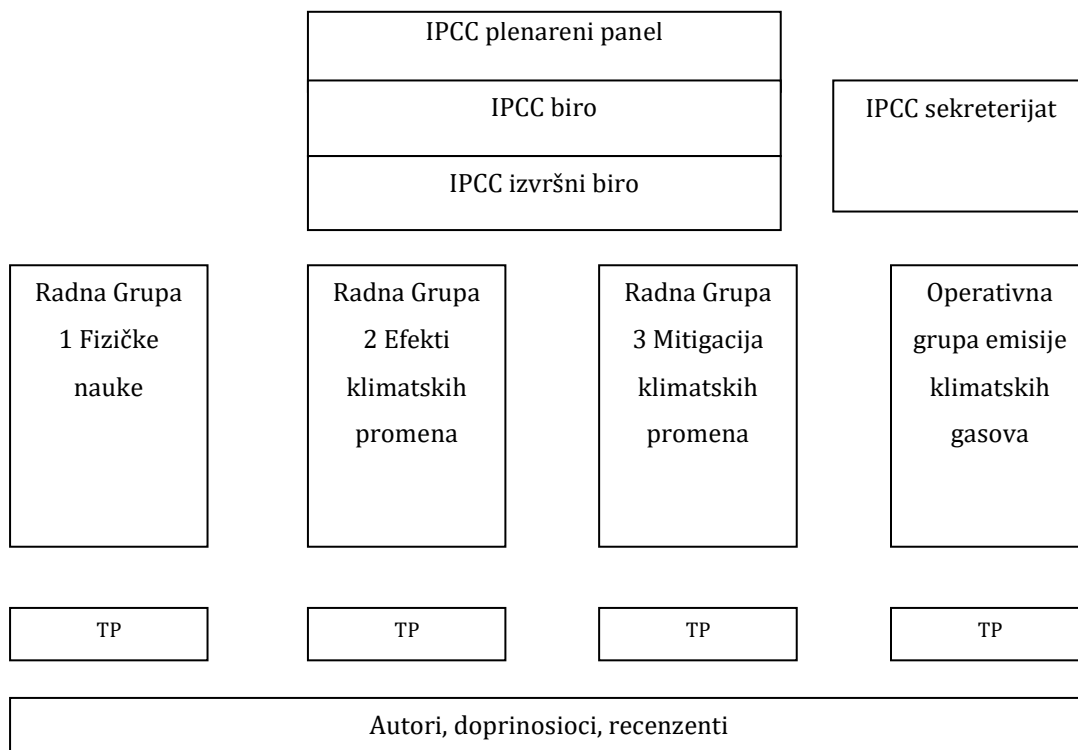 IPCC plenareni panel
IPCC biro
IPCC sekreterijat
IPCC izvršni biro
Radna Grupa
1 Fizičke
nauke
Radna Grupa
2 Efekti
klimatskih
promena
Radna Grupa
3 Mitigacija
klimatskih
promena
Operativna
grupa emisije
klimatskih
gasova
TP
TP
TP
TP
Autori, doprinosioci, recenzenti